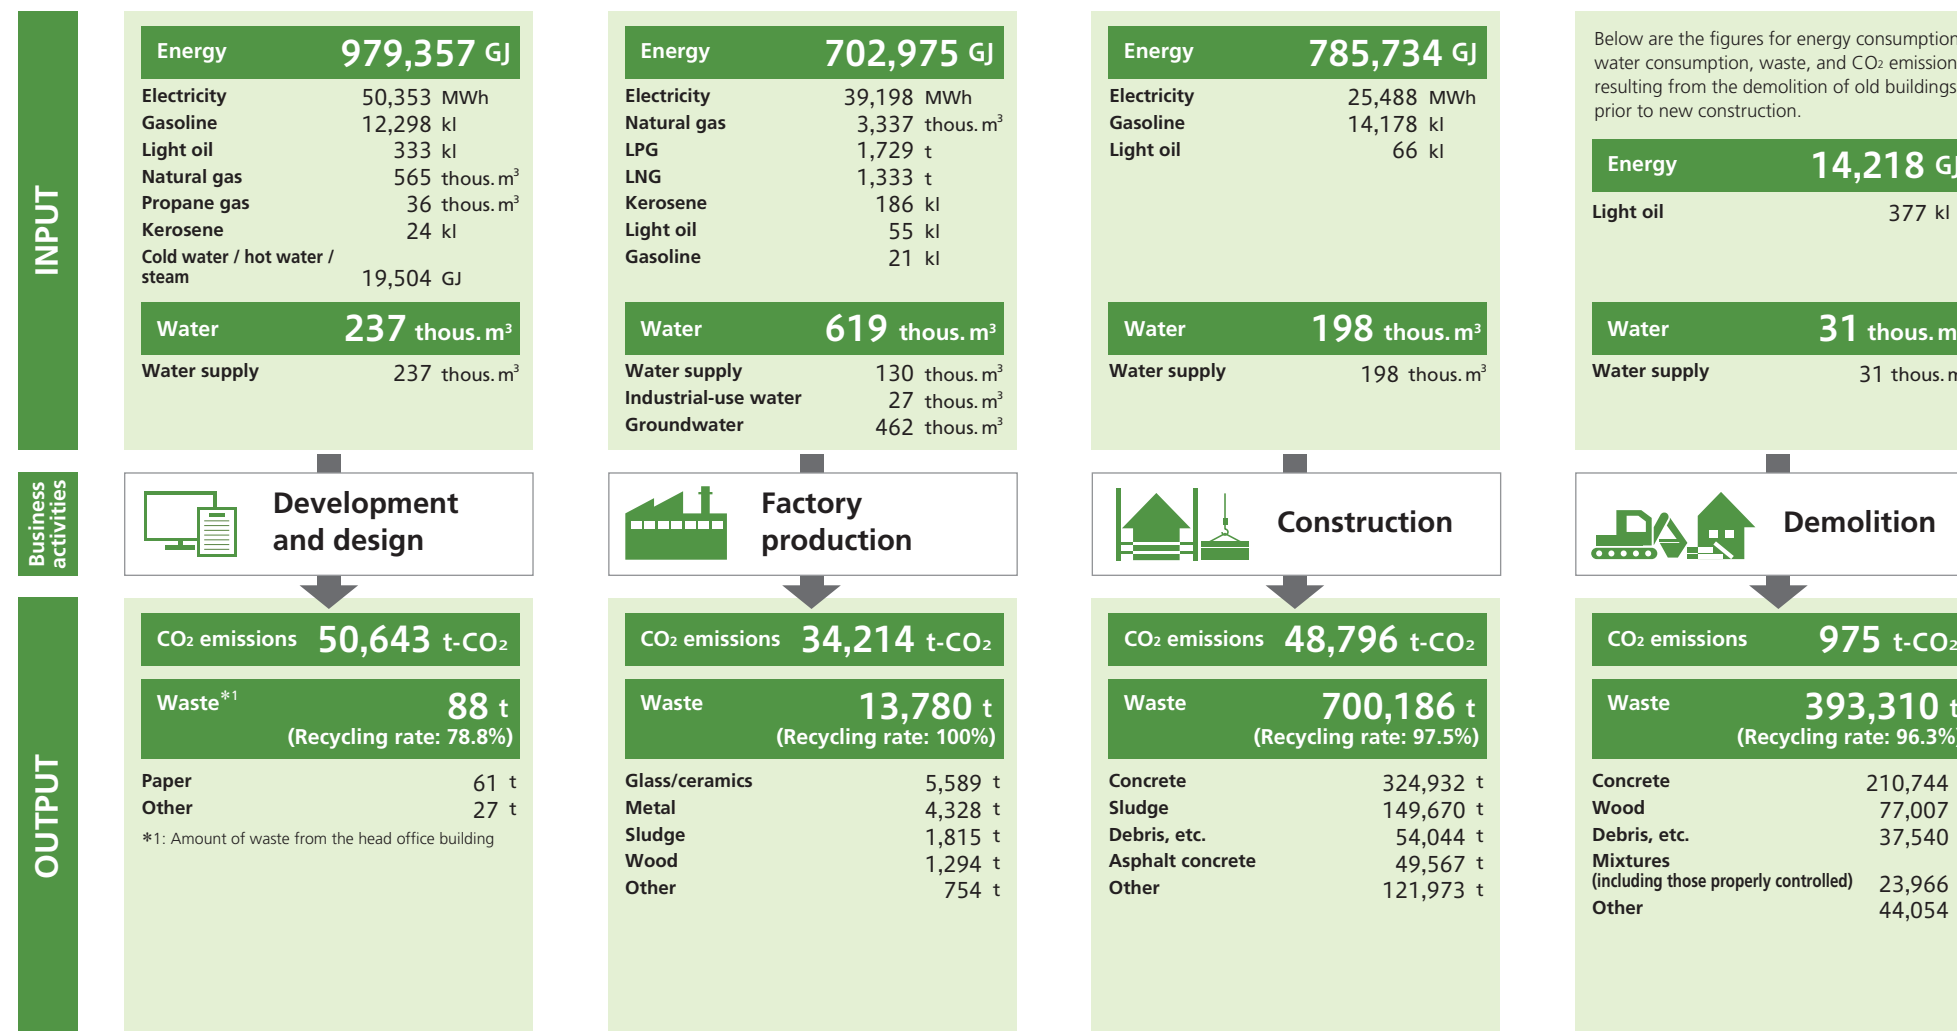 INPUT
Energy 979,357 GJ
Electricity 50,353 MWh
Gasoline 12,298 kl
Light oil 333 kl
Natural gas 565 thous. m³
Propane gas 36 thous. m³
Kerosene 24 kl
Cold water / hot water /
steam 19,504 GJ
Water 237 thous. m³
Water supply 237 thous. m³
Energy 702,975 GJ
Electricity 39,198 MWh
Natural gas 3,337 thous. m³
LPG 1,729 t
LNG 1,333 t
Kerosene 186 kl
Light oil 55 kl
Gasoline 21 kl
Water 619 thous. m³
Water supply 130 thous. m³
Industrial-use water 27 thous. m³
Groundwater 462 thous. m³
Energy 785,734 GJ
Electricity 25,488 MWh
Gasoline 14,178 kl
Light oil 66 kl
Water 198 thous. m³
Water supply 198 thous. m³
Below are the figures for energy consumption
water consumption, waste, and CO₂ emission
resulting from the demolition of old buildings
prior to new construction.
Energy 14,218 GJ
Light oil 377 kl
Water 31 thous. m
Water supply 31 thous. m
Business
activities
Development
and design
Factory
production
Construction
Demolition
OUTPUT
CO₂ emissions 50,643 t-CO₂
Waste*1 88 t
(Recycling rate: 78.8%)
Paper 61 t
Other 27 t
*1: Amount of waste from the head office building
CO₂ emissions 34,214 t-CO₂
Waste 13,780 t
(Recycling rate: 100%)
Glass/ceramics 5,589 t
Metal 4,328 t
Sludge 1,815 t
Wood 1,294 t
Other 754 t
CO₂ emissions 48,796 t-CO₂
Waste 700,186 t
(Recycling rate: 97.5%)
Concrete 324,932 t
Sludge 149,670 t
Debris, etc. 54,044 t
Asphalt concrete 49,567 t
Other 121,973 t
CO₂ emissions 975 t-CO₂
Waste 393,310 t
(Recycling rate: 96.3%)
Concrete 210,744
Wood 77,007
Debris, etc. 37,540
Mixtures
(including those properly controlled) 23,966
Other 44,054